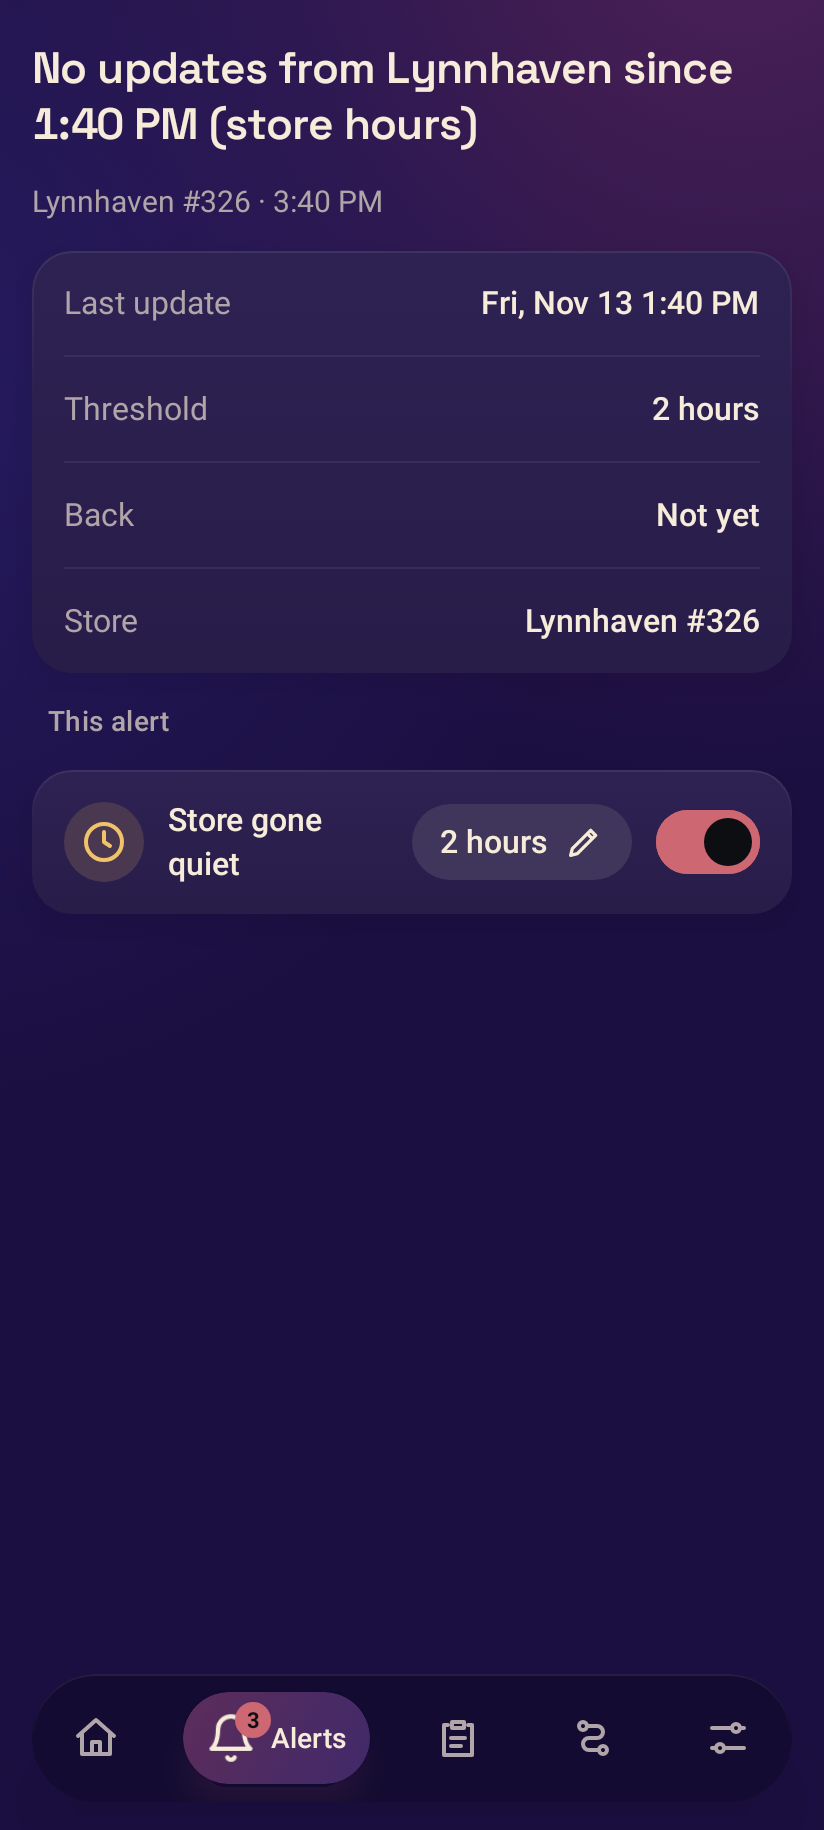 No updates from Lynnhaven since
1:40 PM (store hours)
Lynnhaven #326 · 3:40 PM
Last update Fri, Nov 13 1:40 PM
Threshold 2 hours
Back Not yet
Store Lynnhaven #326
This alert
Store gone
quiet
2 hours
3
Alerts